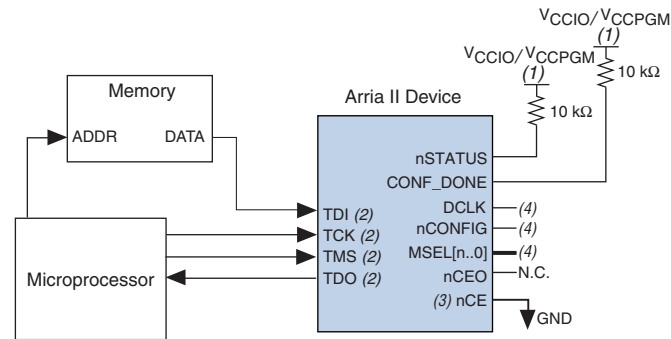 VCCIO/VCCPGM
(1)
10 kΩ
VCCIO/VCCPGM
(1)
10 kΩ
Memory
ADDR DATA
Arria II Device
nSTATUS
CONF_DONE
DCLK (4)
nCONFIG (4)
MSEL[n..0] (4)
nCEO N.C.
(3) nCE
GND
TDI (2)
TCK (2)
TMS (2)
TDO (2)
Microprocessor